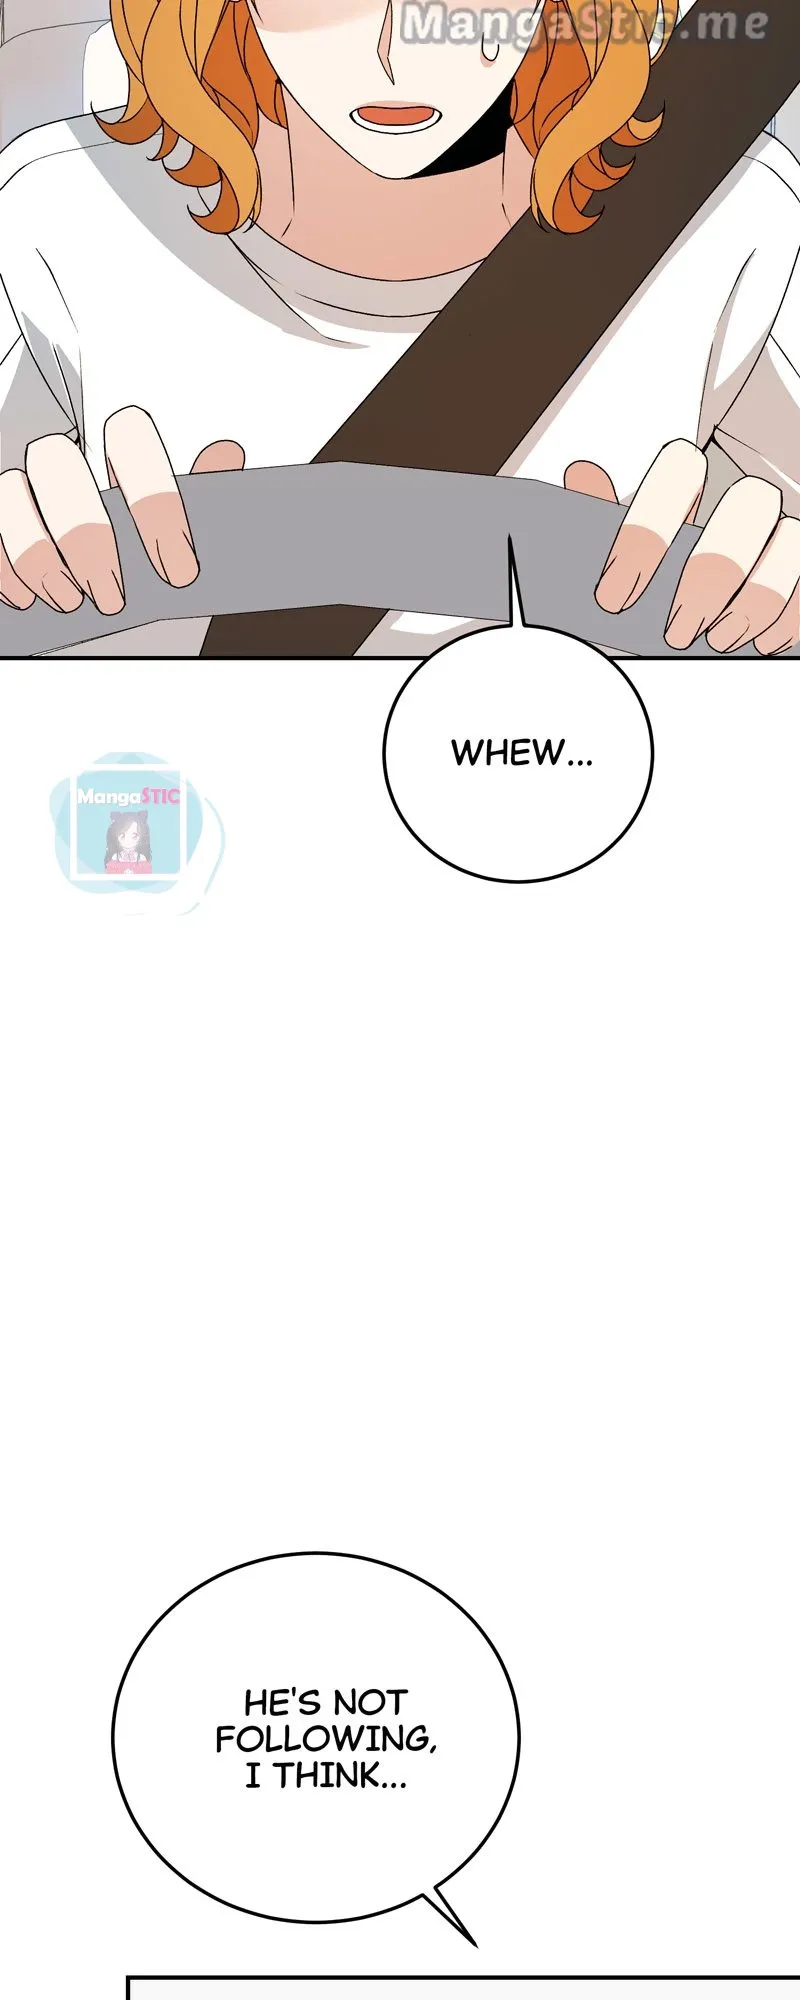 MangaStic.me
WHEW...
MangaSTIC
HE'S NOT
FOLLOWING,
I THINK...